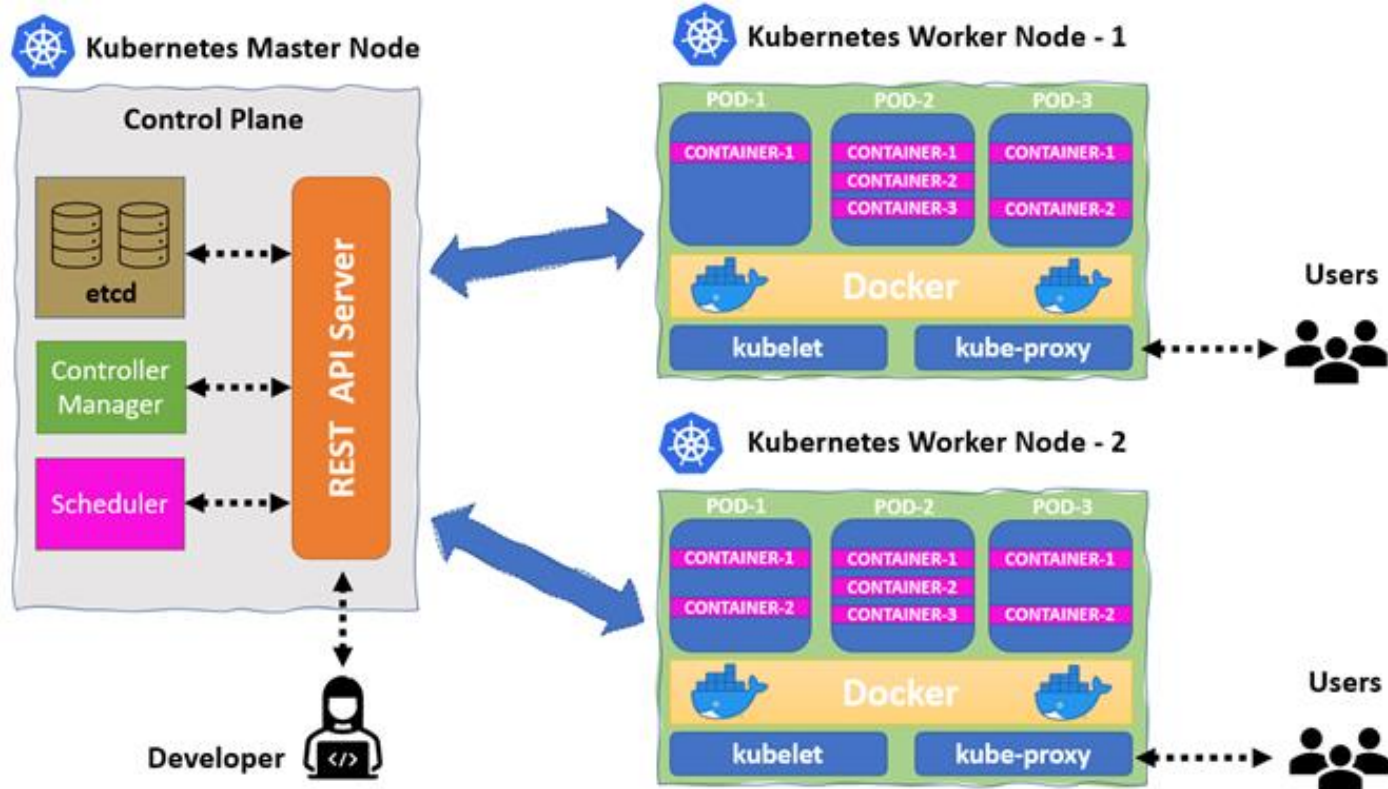 Kubernetes Master Node
Control Plane
etcd
Controller
Manager
Scheduler
REST API Server
Developer
</>
Kubernetes Worker Node - 1
POD-1
POD-2
POD-3
CONTAINER-1
CONTAINER-1
CONTAINER-2
CONTAINER-3
CONTAINER-1
CONTAINER-2
Docker
kubelet
kube-proxy
Users
Kubernetes Worker Node - 2
POD-1
POD-2
POD-3
CONTAINER-1
CONTAINER-2
CONTAINER-1
CONTAINER-2
CONTAINER-3
CONTAINER-1
CONTAINER-2
Docker
kubelet
kube-proxy
Users